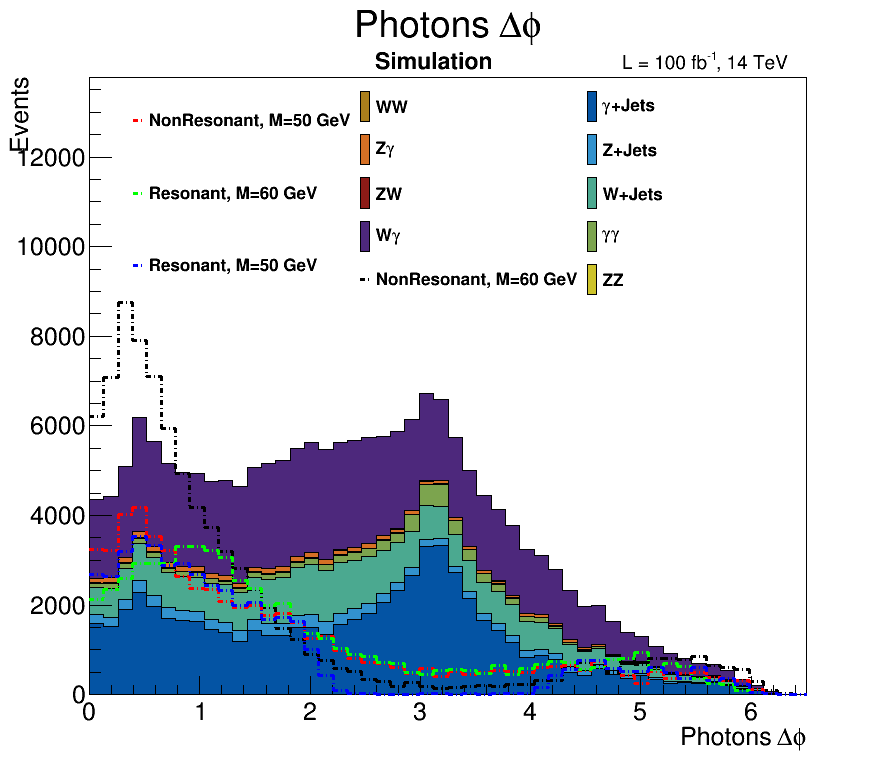 Photons Δϕ
Simulation
L = 100 fb⁻¹, 14 TeV
Events
NonResonant, M=50 GeV
Resonant, M=60 GeV
Resonant, M=50 GeV
WW
Zγ
ZW
Wγ
NonResonant, M=60 GeV
γ+Jets
Z+Jets
W+Jets
γγ
ZZ
12000
10000
8000
6000
4000
2000
0
0 1 2 3 4 5 6
Photons Δϕ